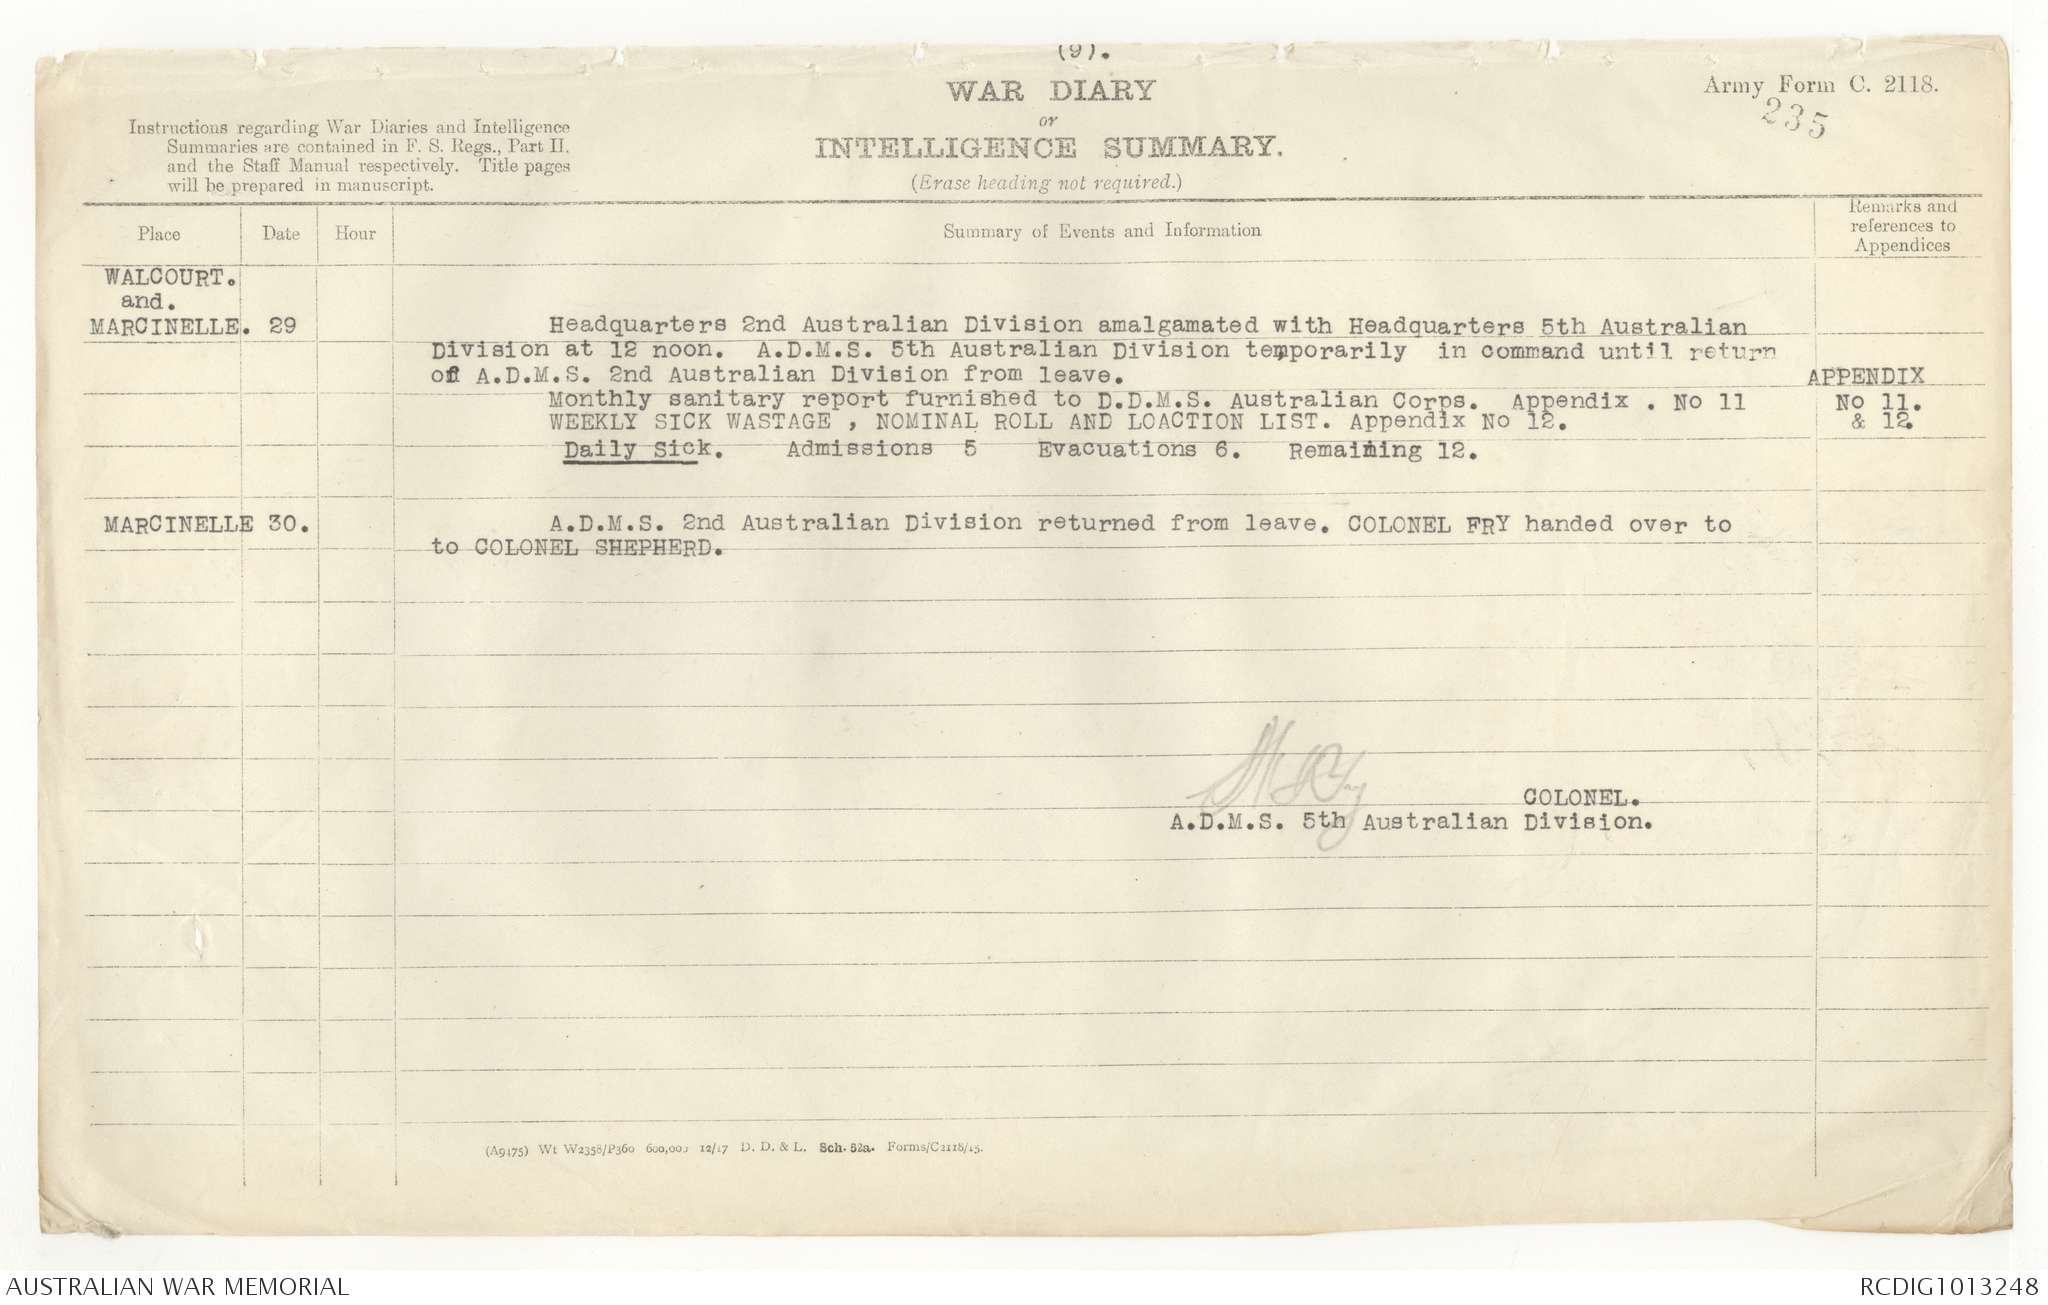 (9).
WAR DIARY
or
INTELLIGENCE SUMMARY.
(Erase heading not required.)
Army Form C. 2118.
235
Instructions regarding War Diaries and Intelligence
Summaries are contained in F. S. Regs., Part II.
and the Staff Manual respectively. Title pages
will be prepared in manuscript.
Place Date Hour Summary of Events and Information Remarks and
references to
Appendices
WALCOURT.
and.
MARCINELLE. 29 Headquarters 2nd Australian Division amalgamated with Headquarters 5th Australian
Division at 12 noon. A.D.M.S. 5th Australian Division temporarily in command until return
of A.D.M.S. 2nd Australian Division from leave. APPENDIX
Monthly sanitary report furnished to D.D.M.S. Australian Corps. Appendix . No 11 No 11.
WEEKLY SICK WASTAGE , NOMINAL ROLL AND LOACTION LIST. Appendix No 12. & 12.
Daily Sick. Admissions 5 Evacuations 6. Remaining 12.
MARCINELLE 30. A.D.M.S. 2nd Australian Division returned from leave. COLONEL FRY handed over to
to COLONEL SHEPHERD.
COLONEL.
A.D.M.S. 5th Australian Division.
(A9475) Wt W2358/P360 600,000 12/17 D. D. & L. Sch. 52a. Forms/C2118/15.
AUSTRALIAN WAR MEMORIAL RCDIG1013248